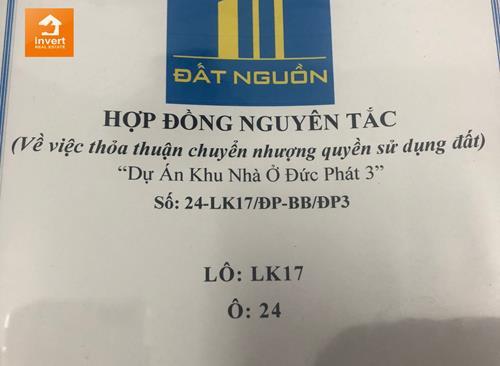 invert
REAL ESTATE
ĐẤT NGUỒN
HỢP ĐỒNG NGUYÊN TẮC
(Về việc thỏa thuận chuyển nhượng quyền sử dụng đất)
“Dự Án Khu Nhà Ở Đức Phát 3”
Số: 24-LK17/ĐP-BB/ĐP3
LÔ: LK17
Ô: 24